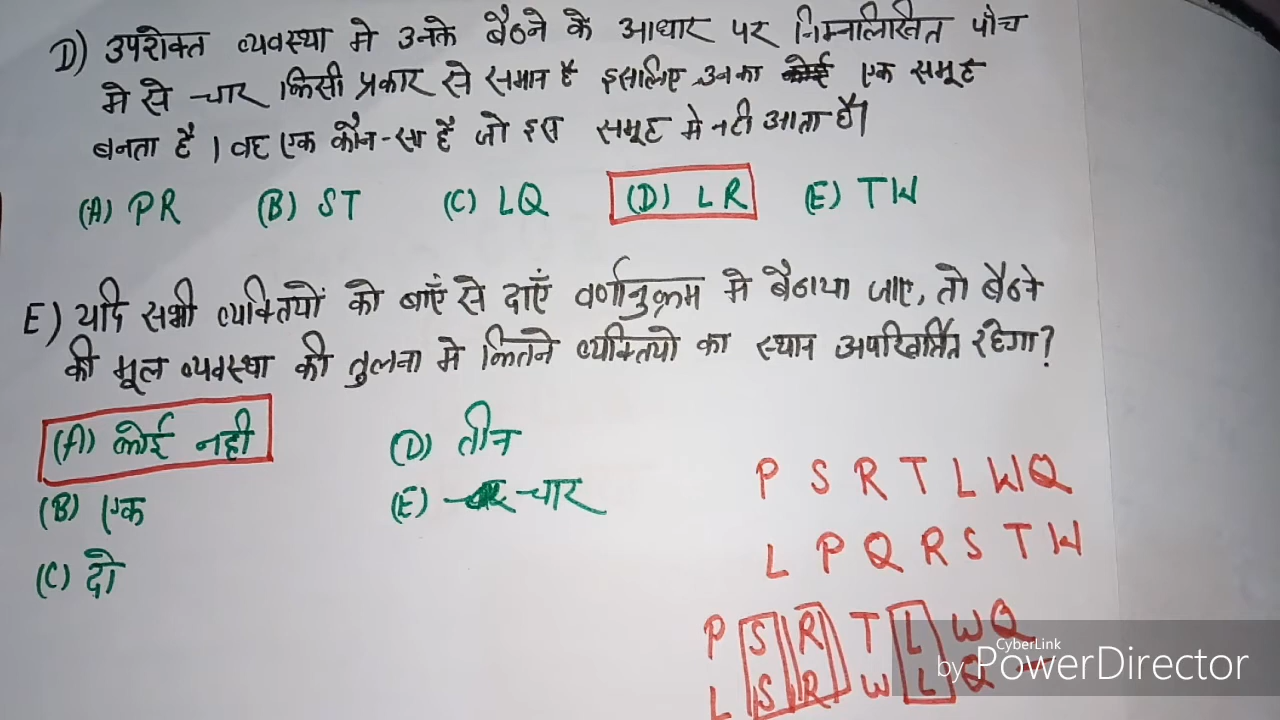 D) उपरोक्त व्यवस्था मे उनके बैठने के आधार पर निम्नलिखित पाँच
मे से चार किसी प्रकार से समान है इसलिए उनका एक समूह
बनता है । वह एक कौन-सा है जो इस समूह मे नही आता है।
(A) PR (B) ST (C) LQ (D) LR (E) TW
E) यदि सभी व्यक्तियों को बाएँ से दाएँ वर्णानुक्रम मे बैठाया जाए, तो बैठने
की मूल व्यवस्था की तुलना मे कितने व्यक्तियो का स्थान अपरिवर्तित रहेगा?
(A) कोई नही (D) तीन
(B) एक (E) चार
(C) दो
P S R T L W Q
L P Q R S T W
P S R T L W Q
L S R W L Q
CyberLink
by PowerDirector